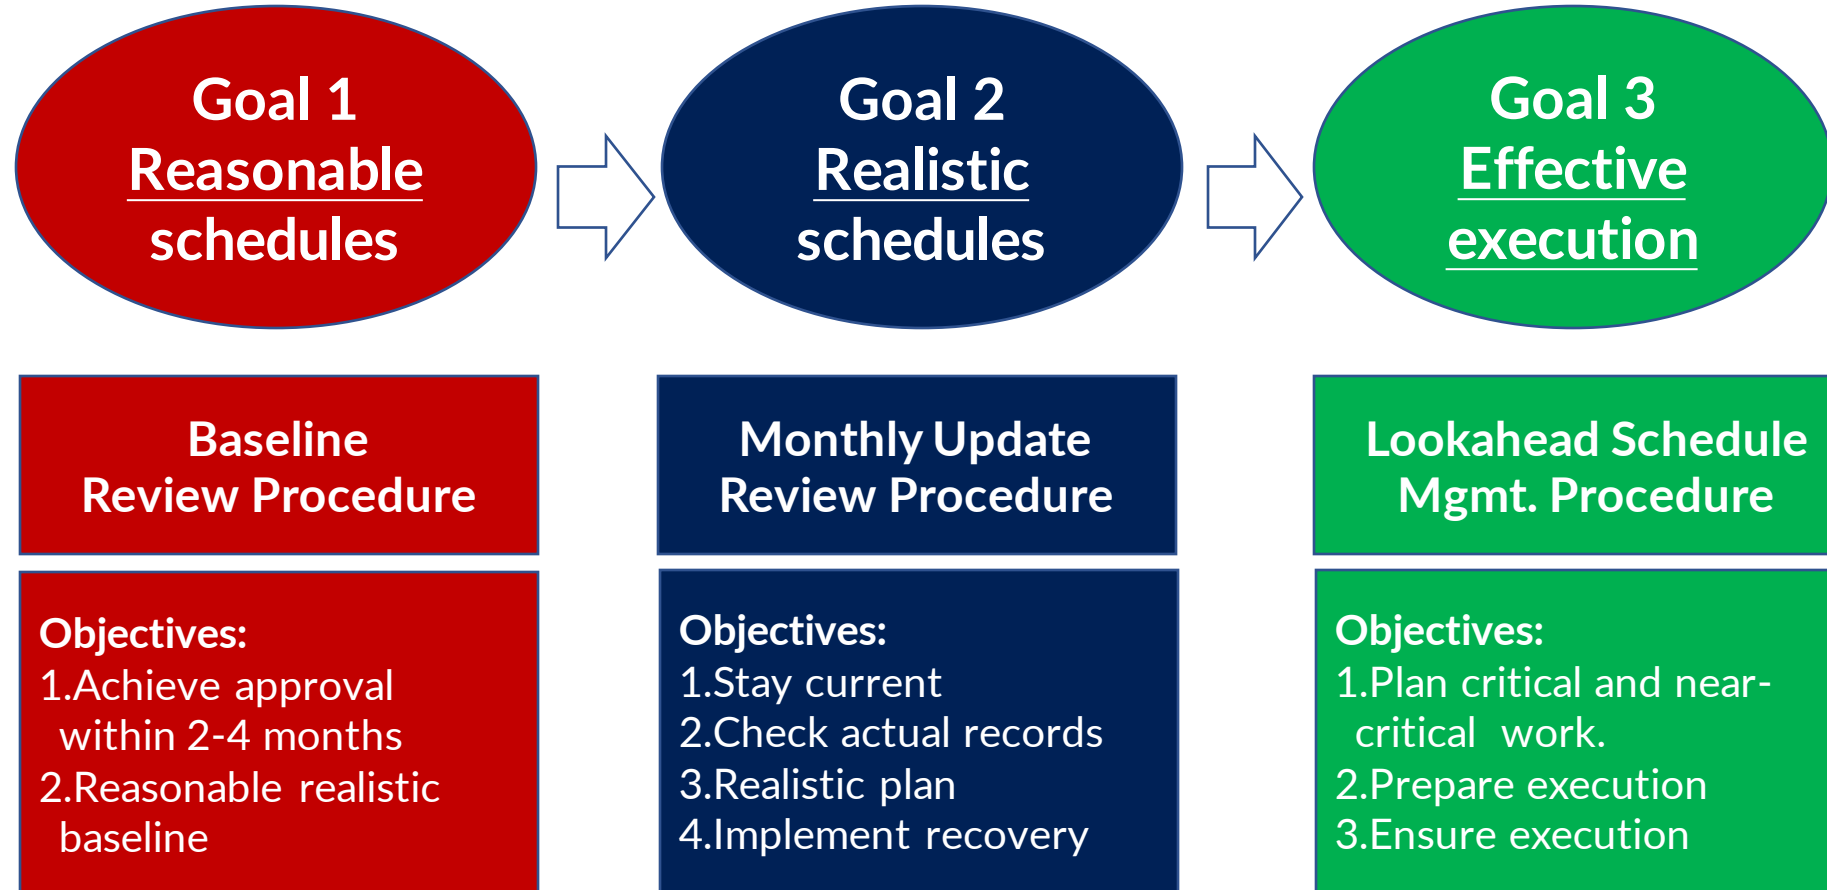 Goal 1
Reasonable
schedules
Goal 2
Realistic
schedules
Goal 3
Effective
execution
Baseline
Review Procedure
Monthly Update
Review Procedure
Lookahead Schedule
Mgmt. Procedure
Objectives:
1.Achieve approval
within 2-4 months
2.Reasonable realistic
baseline
Objectives:
1.Stay current
2.Check actual records
3.Realistic plan
4.Implement recovery
Objectives:
1.Plan critical and near-
critical work.
2.Prepare execution
3.Ensure execution